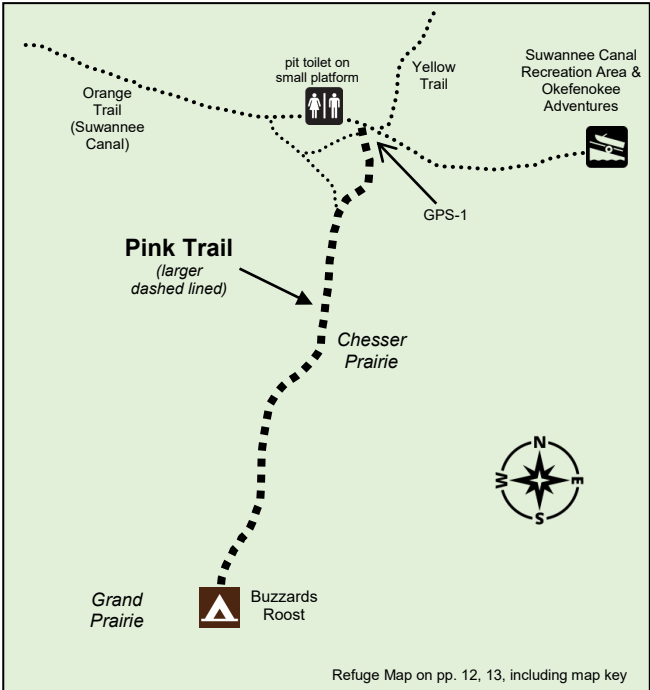 pit toilet on
small platform
Yellow
Trail
Suwannee Canal
Recreation Area &
Okefenokee
Adventures
Orange
Trail
(Suwannee
Canal)
GPS-1
Pink Trail
(larger
dashed lined)
Chesser
Prairie
N
W
E
S
Grand
Prairie
Buzzards
Roost
Refuge Map on pp. 12, 13, including map key